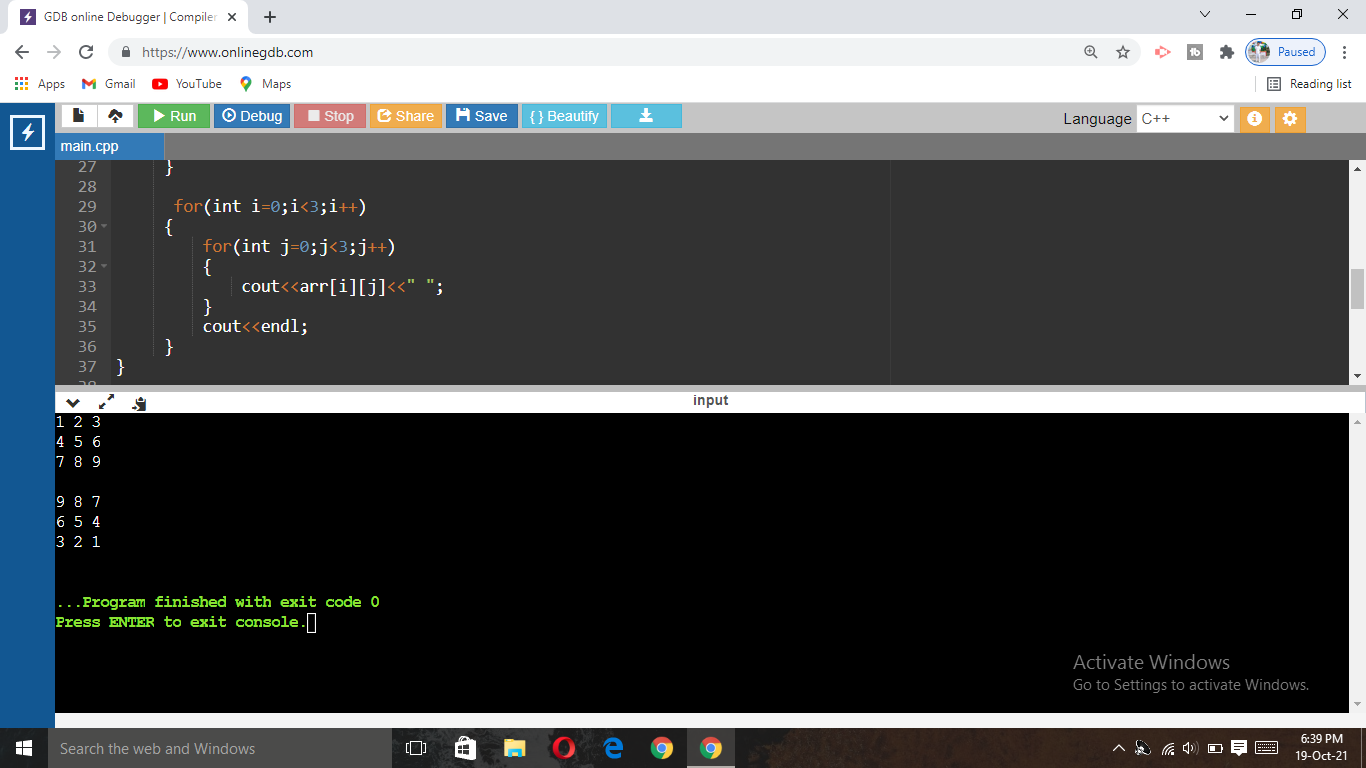 GDB online Debugger | Compiler
https://www.onlinegdb.com
Paused
Apps Gmail YouTube Maps Reading list
Run Debug Stop Share Save { } Beautify Language C++
main.cpp
27 }
28
29 for(int i=0;i<3;i++)
30 {
31 for(int j=0;j<3;j++)
32 {
33 cout<<arr[i][j]<<" ";
34 }
35 cout<<endl;
36 }
37 }
input
1 2 3
4 5 6
7 8 9
9 8 7
6 5 4
3 2 1
...Program finished with exit code 0
Press ENTER to exit console.
Activate Windows
Go to Settings to activate Windows.
Search the web and Windows
6:39 PM
19-Oct-21